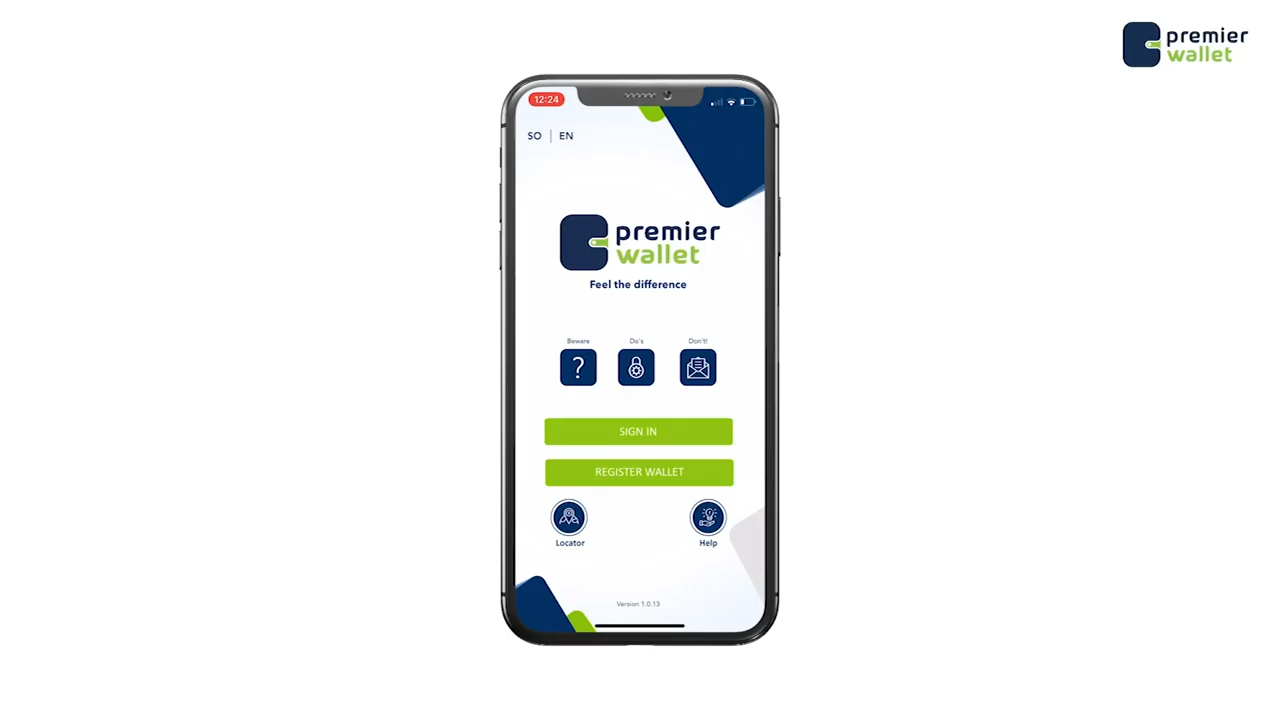 premier
wallet
12:24
SO | EN
premier
wallet
Feel the difference
Beware
Do's
Don't!
?
SIGN IN
REGISTER WALLET
Locator
Help
Version 1.0.13